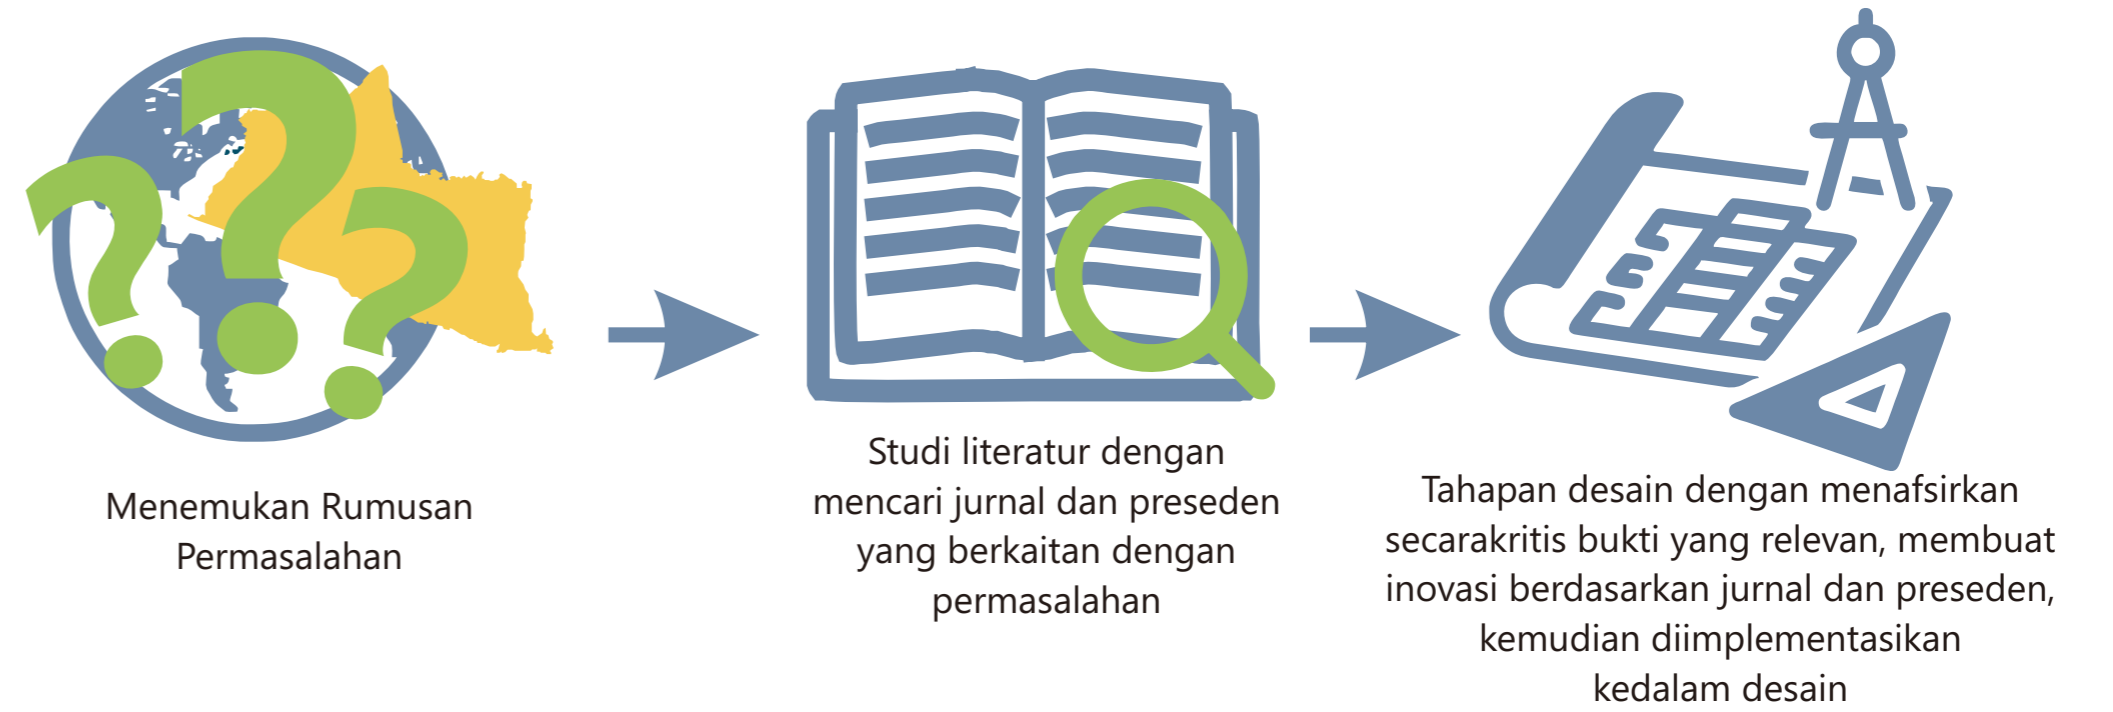 Menemukan Rumusan
Permasalahan
Studi literatur dengan
mencari jurnal dan preseden
yang berkaitan dengan
permasalahan
Tahapan desain dengan menafsirkan
secarakritis bukti yang relevan, membuat
inovasi berdasarkan jurnal dan preseden,
kemudian diimplementasikan
kedalam desain